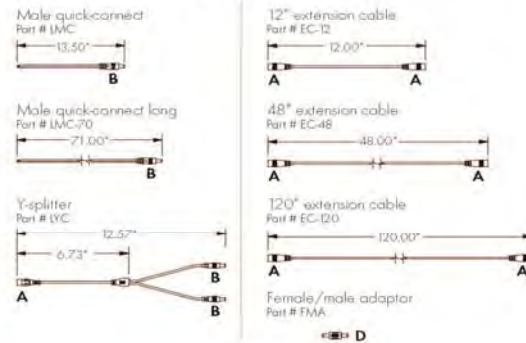 Male quick-connect
Part # LMC
13.50"
B
Male quick-connect long
Part # LMC-70
71.00"
B
Y-splitter
Part # LYC
12.57"
6.73"
A
B
B
12" extension cable
Part # EC-12
12.00"
A
A
48" extension cable
Part # EC-48
48.00"
A
A
120" extension cable
Part # EC-120
120.00"
A
A
Female/male adaptor
Part # FMA
D